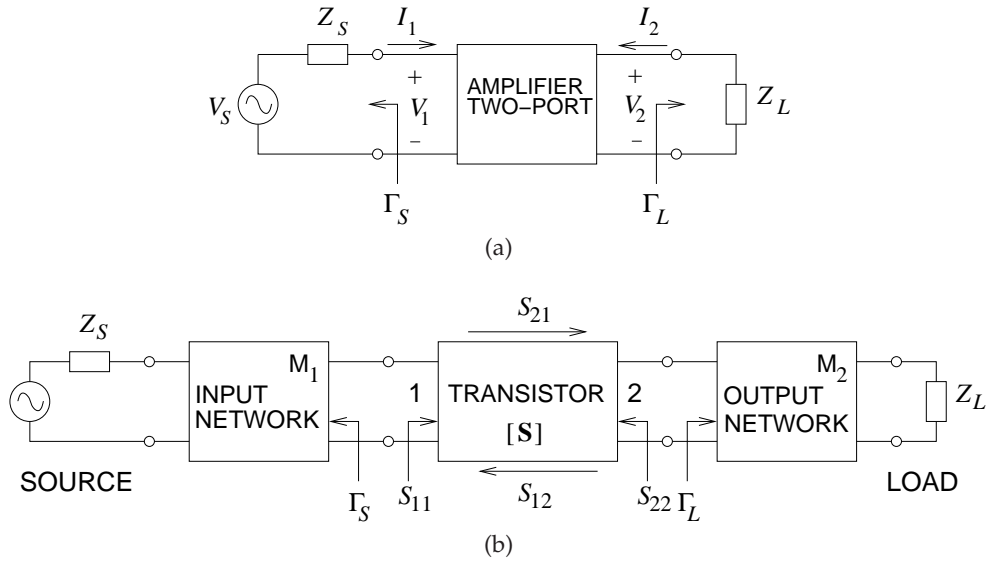 Z_S I_1 I_2
V_S + V_1 − AMPLIFIER TWO−PORT + V_2 − Z_L
Γ_S Γ_L
(a)
S_21
Z_S
M_1 M_2
INPUT NETWORK 1 TRANSISTOR 2 OUTPUT NETWORK Z_L
[S]
SOURCE Γ_S S_11 S_12 S_22 Γ_L LOAD
(b)